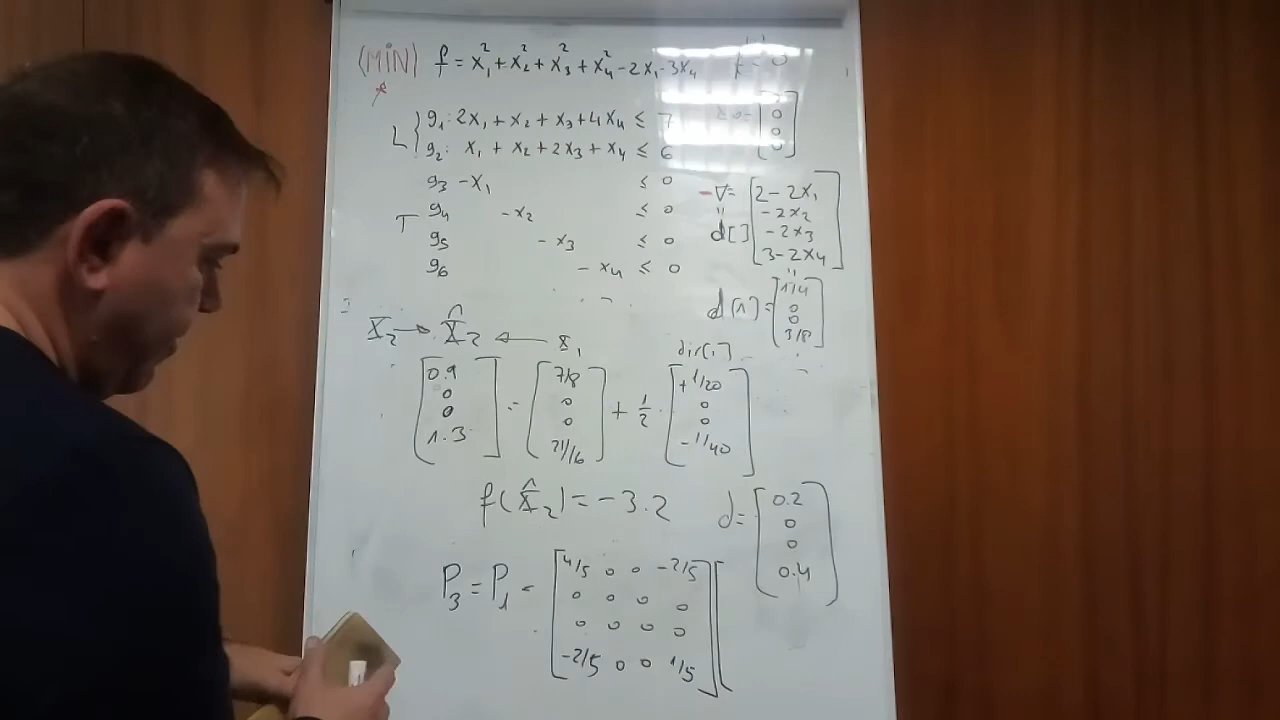 (MIN) f = x₁² + x₂² + x₃² + x₄² - 2x₁ - 3x₄
L { g₁: 2x₁ + x₂ + x₃ + 4x₄ ≤ 7
g₂: x₁ + x₂ + 2x₃ + x₄ ≤ 6
g₃ -x₁ ≤ 0
T g₄ -x₂ ≤ 0
g₅ -x₃ ≤ 0
g₆ -x₄ ≤ 0
-∇ = [2-2x₁
-2x₂
-2x₃
3-2x₄]
"
d[]
"
d[1] = [1/4
0
0
3/8]
X₂ → X̂₂ ← X₁
dir[1]
[0.9
0
0
1.3] = [7/8
0
0
21/16] + 1/2 · [+1/20
0
0
-1/40]
f(X̂₂) = -3.2
d = [0.2
0
0
0.4]
P₃ = P₁ = [4/5 0 0 -2/5
0 0 0 0
0 0 0 0
-2/5 0 0 1/5] [